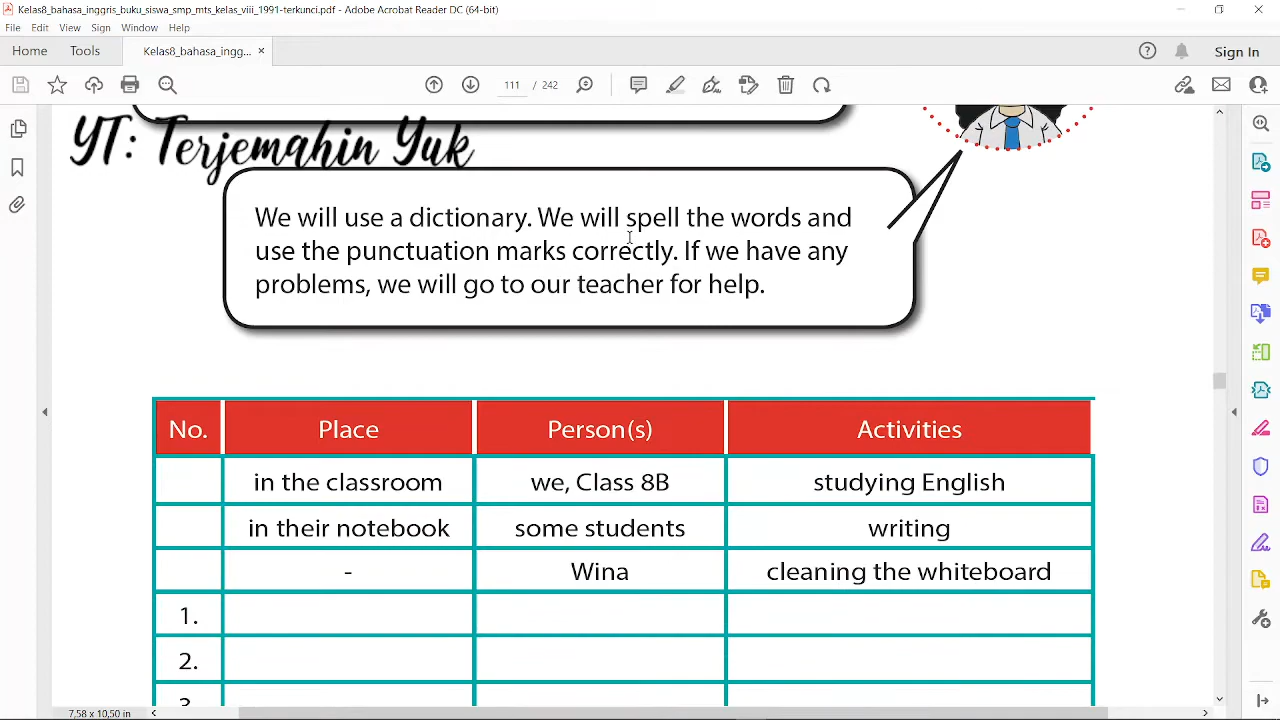 Kelas8_bahasa_inggris_buku_siswa_smp_mts_kelas_viii_1991-terkunci.pdf - Adobe Acrobat Reader DC (64-bit)
File Edit View Sign Window Help
Home Tools Kelas8_bahasa_ingg... × Sign In
111 / 242
YT: Terjemahin Yuk
We will use a dictionary. We will spell the words and
use the punctuation marks correctly. If we have any
problems, we will go to our teacher for help.
No. Place Person(s) Activities
in the classroom we, Class 8B studying English
in their notebook some students writing
- Wina cleaning the whiteboard
1.
2.
3.
7,58 x 10,50 in